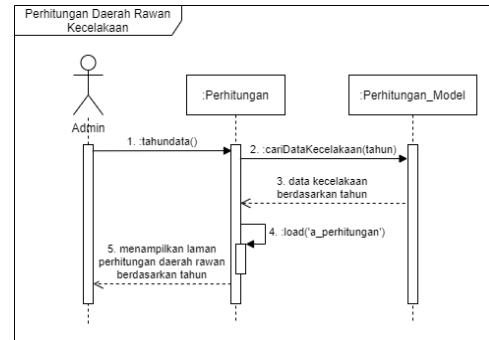 Perhitungan Daerah Rawan
Kecelakaan
:Perhitungan
:Perhitungan_Model
Admin
1. :tahundata()
2. :cariDataKecelakaan(tahun)
3. data kecelakaan
berdasarkan tahun
4. :load('a_perhitungan')
5. menampilkan laman
perhitungan daerah rawan
berdasarkan tahun